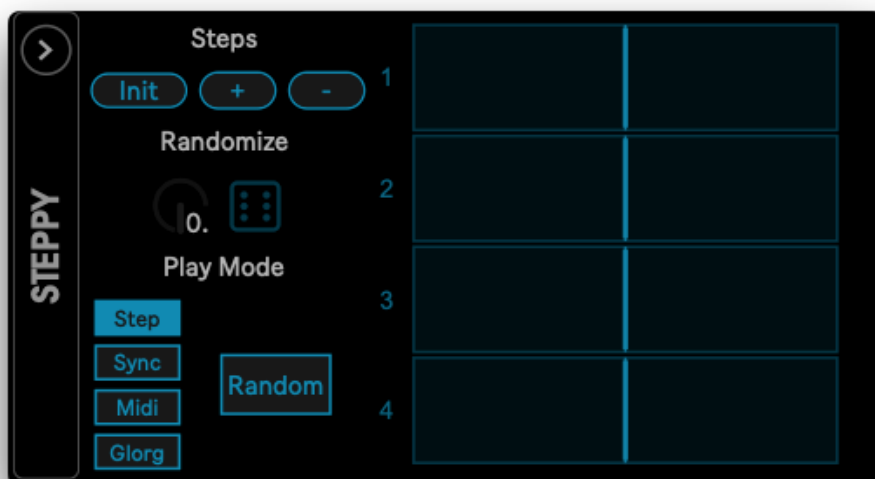 STEPPY
Steps
Init + -
Randomize
0.
Play Mode
Step
Sync
Midi
Glorg
Random
1
2
3
4